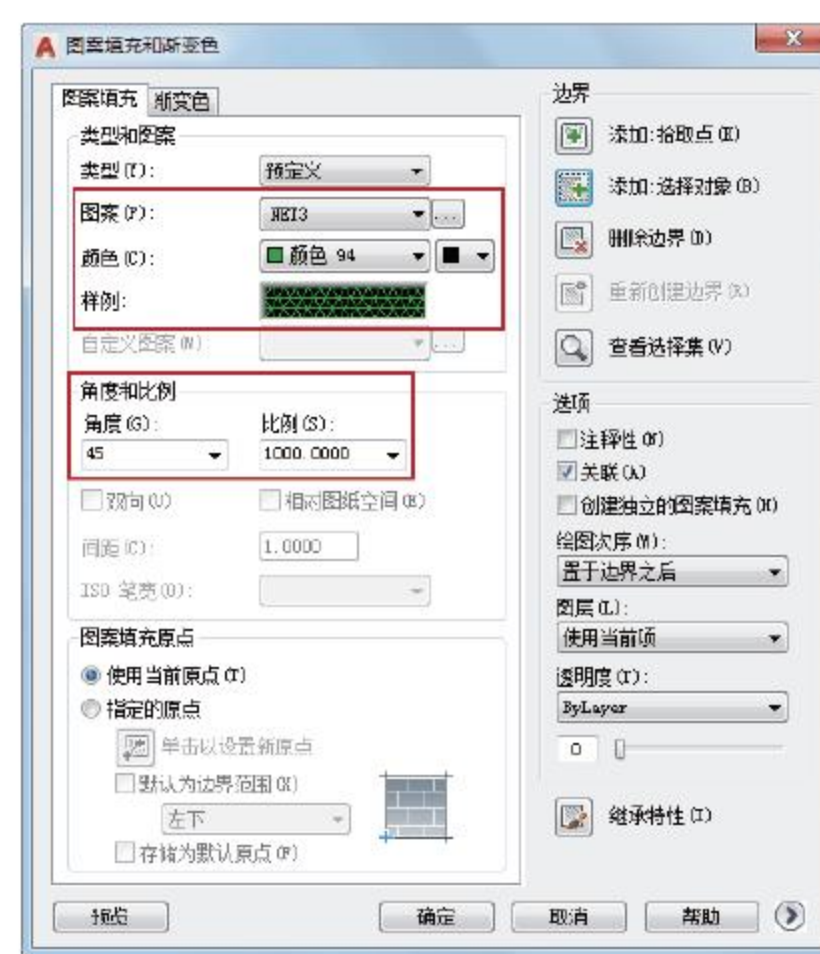 图案填充和渐变色
图案填充 渐变色
类型和图案
类型(Y): 预定义
图案(P): NET3 ...
颜色(C): 颜色 94
样例:
自定义图案(M): ...
角度和比例
角度(G): 比例(S):
45 1000.0000
双向(U) 相对图纸空间(E)
间距(C): 1.0000
ISO 笔宽(O):
图案填充原点
使用当前原点(T)
指定的原点
单击以设置新原点
默认为边界范围(X)
左下
存储为默认原点(F)
边界
添加:拾取点(K)
添加:选择对象(B)
删除边界(D)
重新创建边界(R)
查看选择集(V)
选项
注释性(N)
关联(A)
创建独立的图案填充(H)
绘图次序(W):
置于边界之后
图层(L):
使用当前项
透明度(T):
ByLayer
0
继承特性(I)
预览 确定 取消 帮助